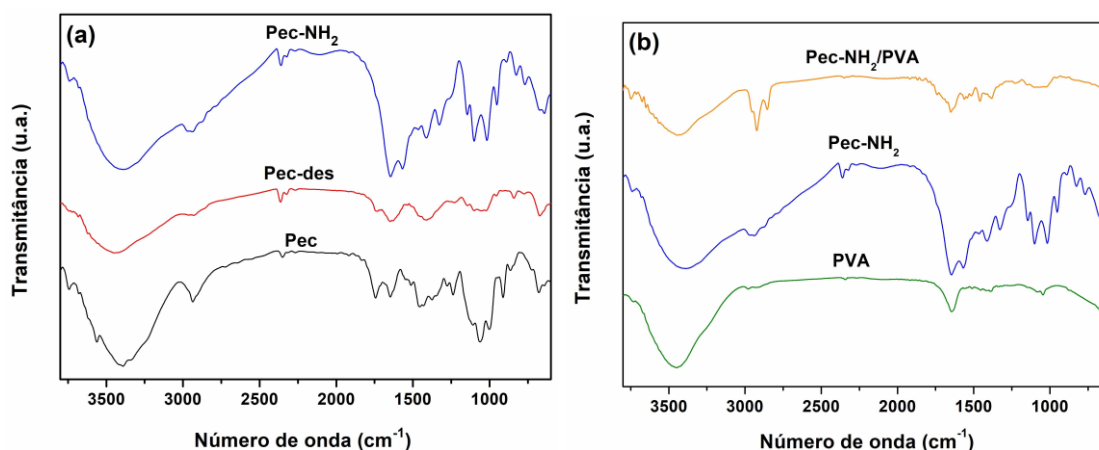 (a)
Pec-NH₂
Pec-des
Pec
Transmitância (u.a.)
3500 3000 2500 2000 1500 1000
Número de onda (cm⁻¹)
(b)
Pec-NH₂/PVA
Pec-NH₂
PVA
Transmitância (u.a.)
3500 3000 2500 2000 1500 1000
Número de onda (cm⁻¹)